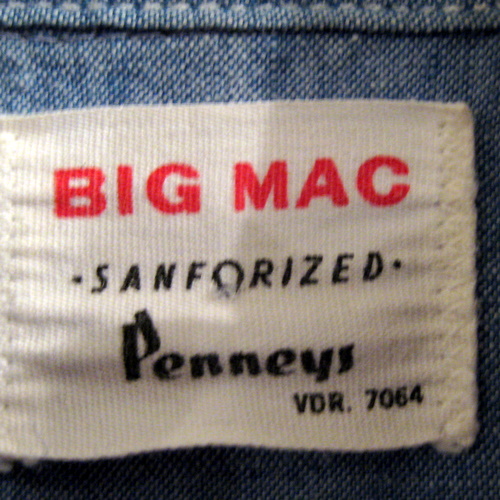 BIG MAC
·SANFORIZED·
Penneys
VDR. 7064